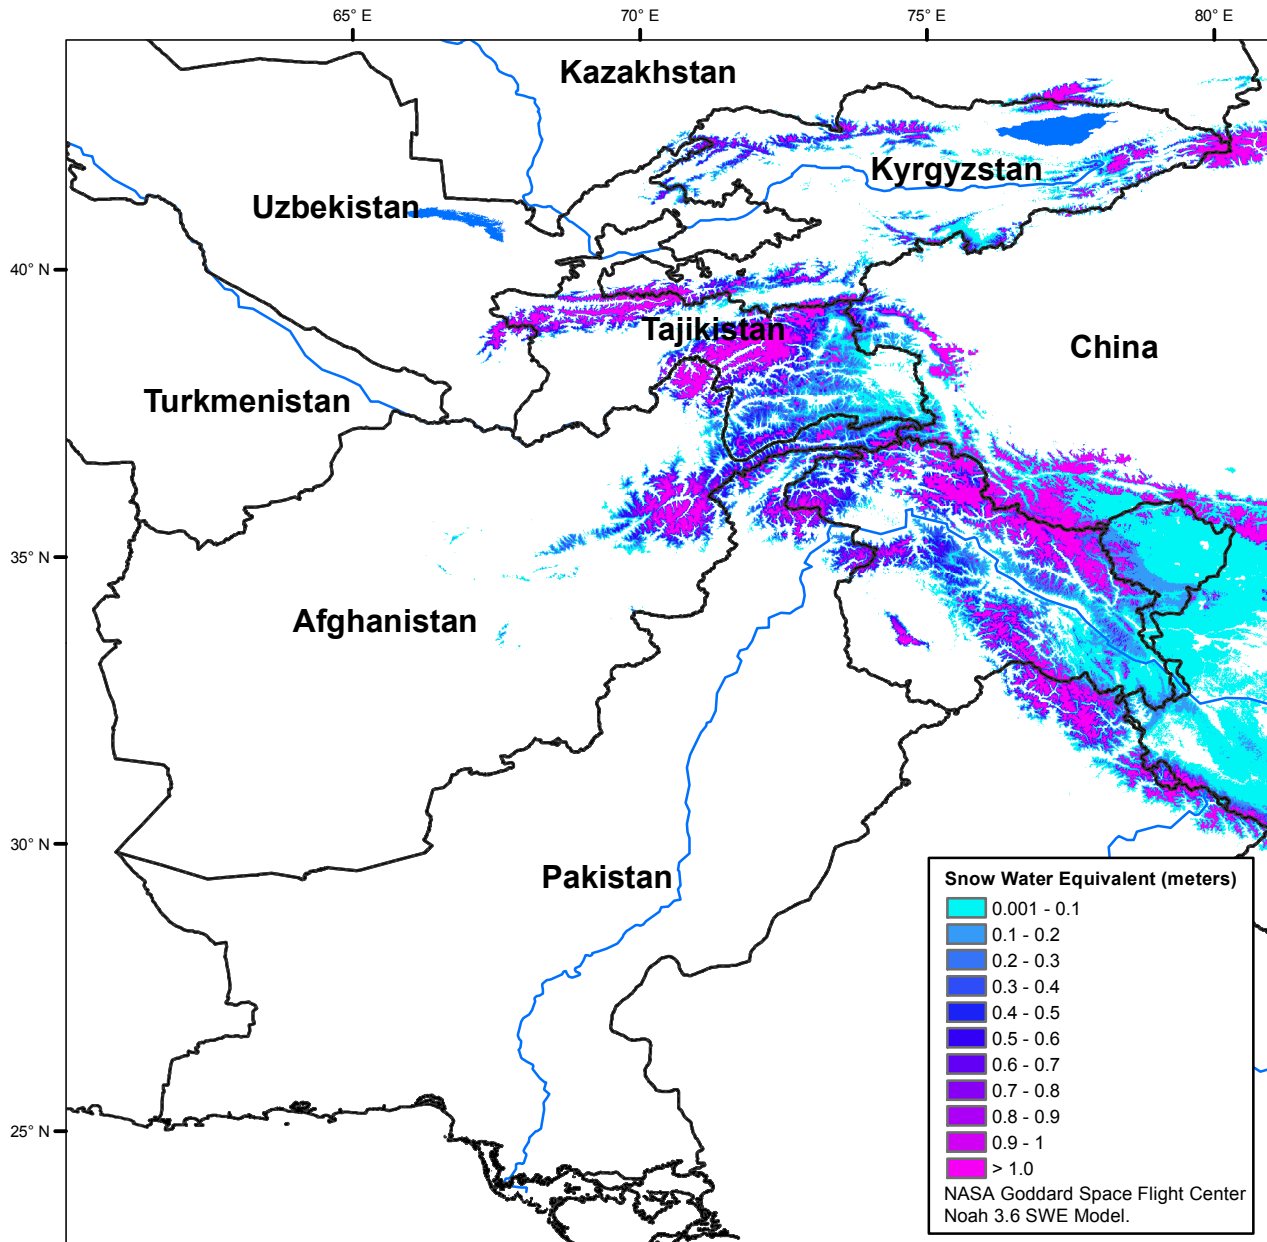 65° E
70° E
75° E
80° E
Kazakhstan
Kyrgyzstan
Uzbekistan
40° N
Tajikistan
China
Turkmenistan
35° N
Afghanistan
30° N
Pakistan
25° N
Snow Water Equivalent (meters)
0.001 - 0.1
0.1 - 0.2
0.2 - 0.3
0.3 - 0.4
0.4 - 0.5
0.5 - 0.6
0.6 - 0.7
0.7 - 0.8
0.8 - 0.9
0.9 - 1
> 1.0
NASA Goddard Space Flight Center
Noah 3.6 SWE Model.